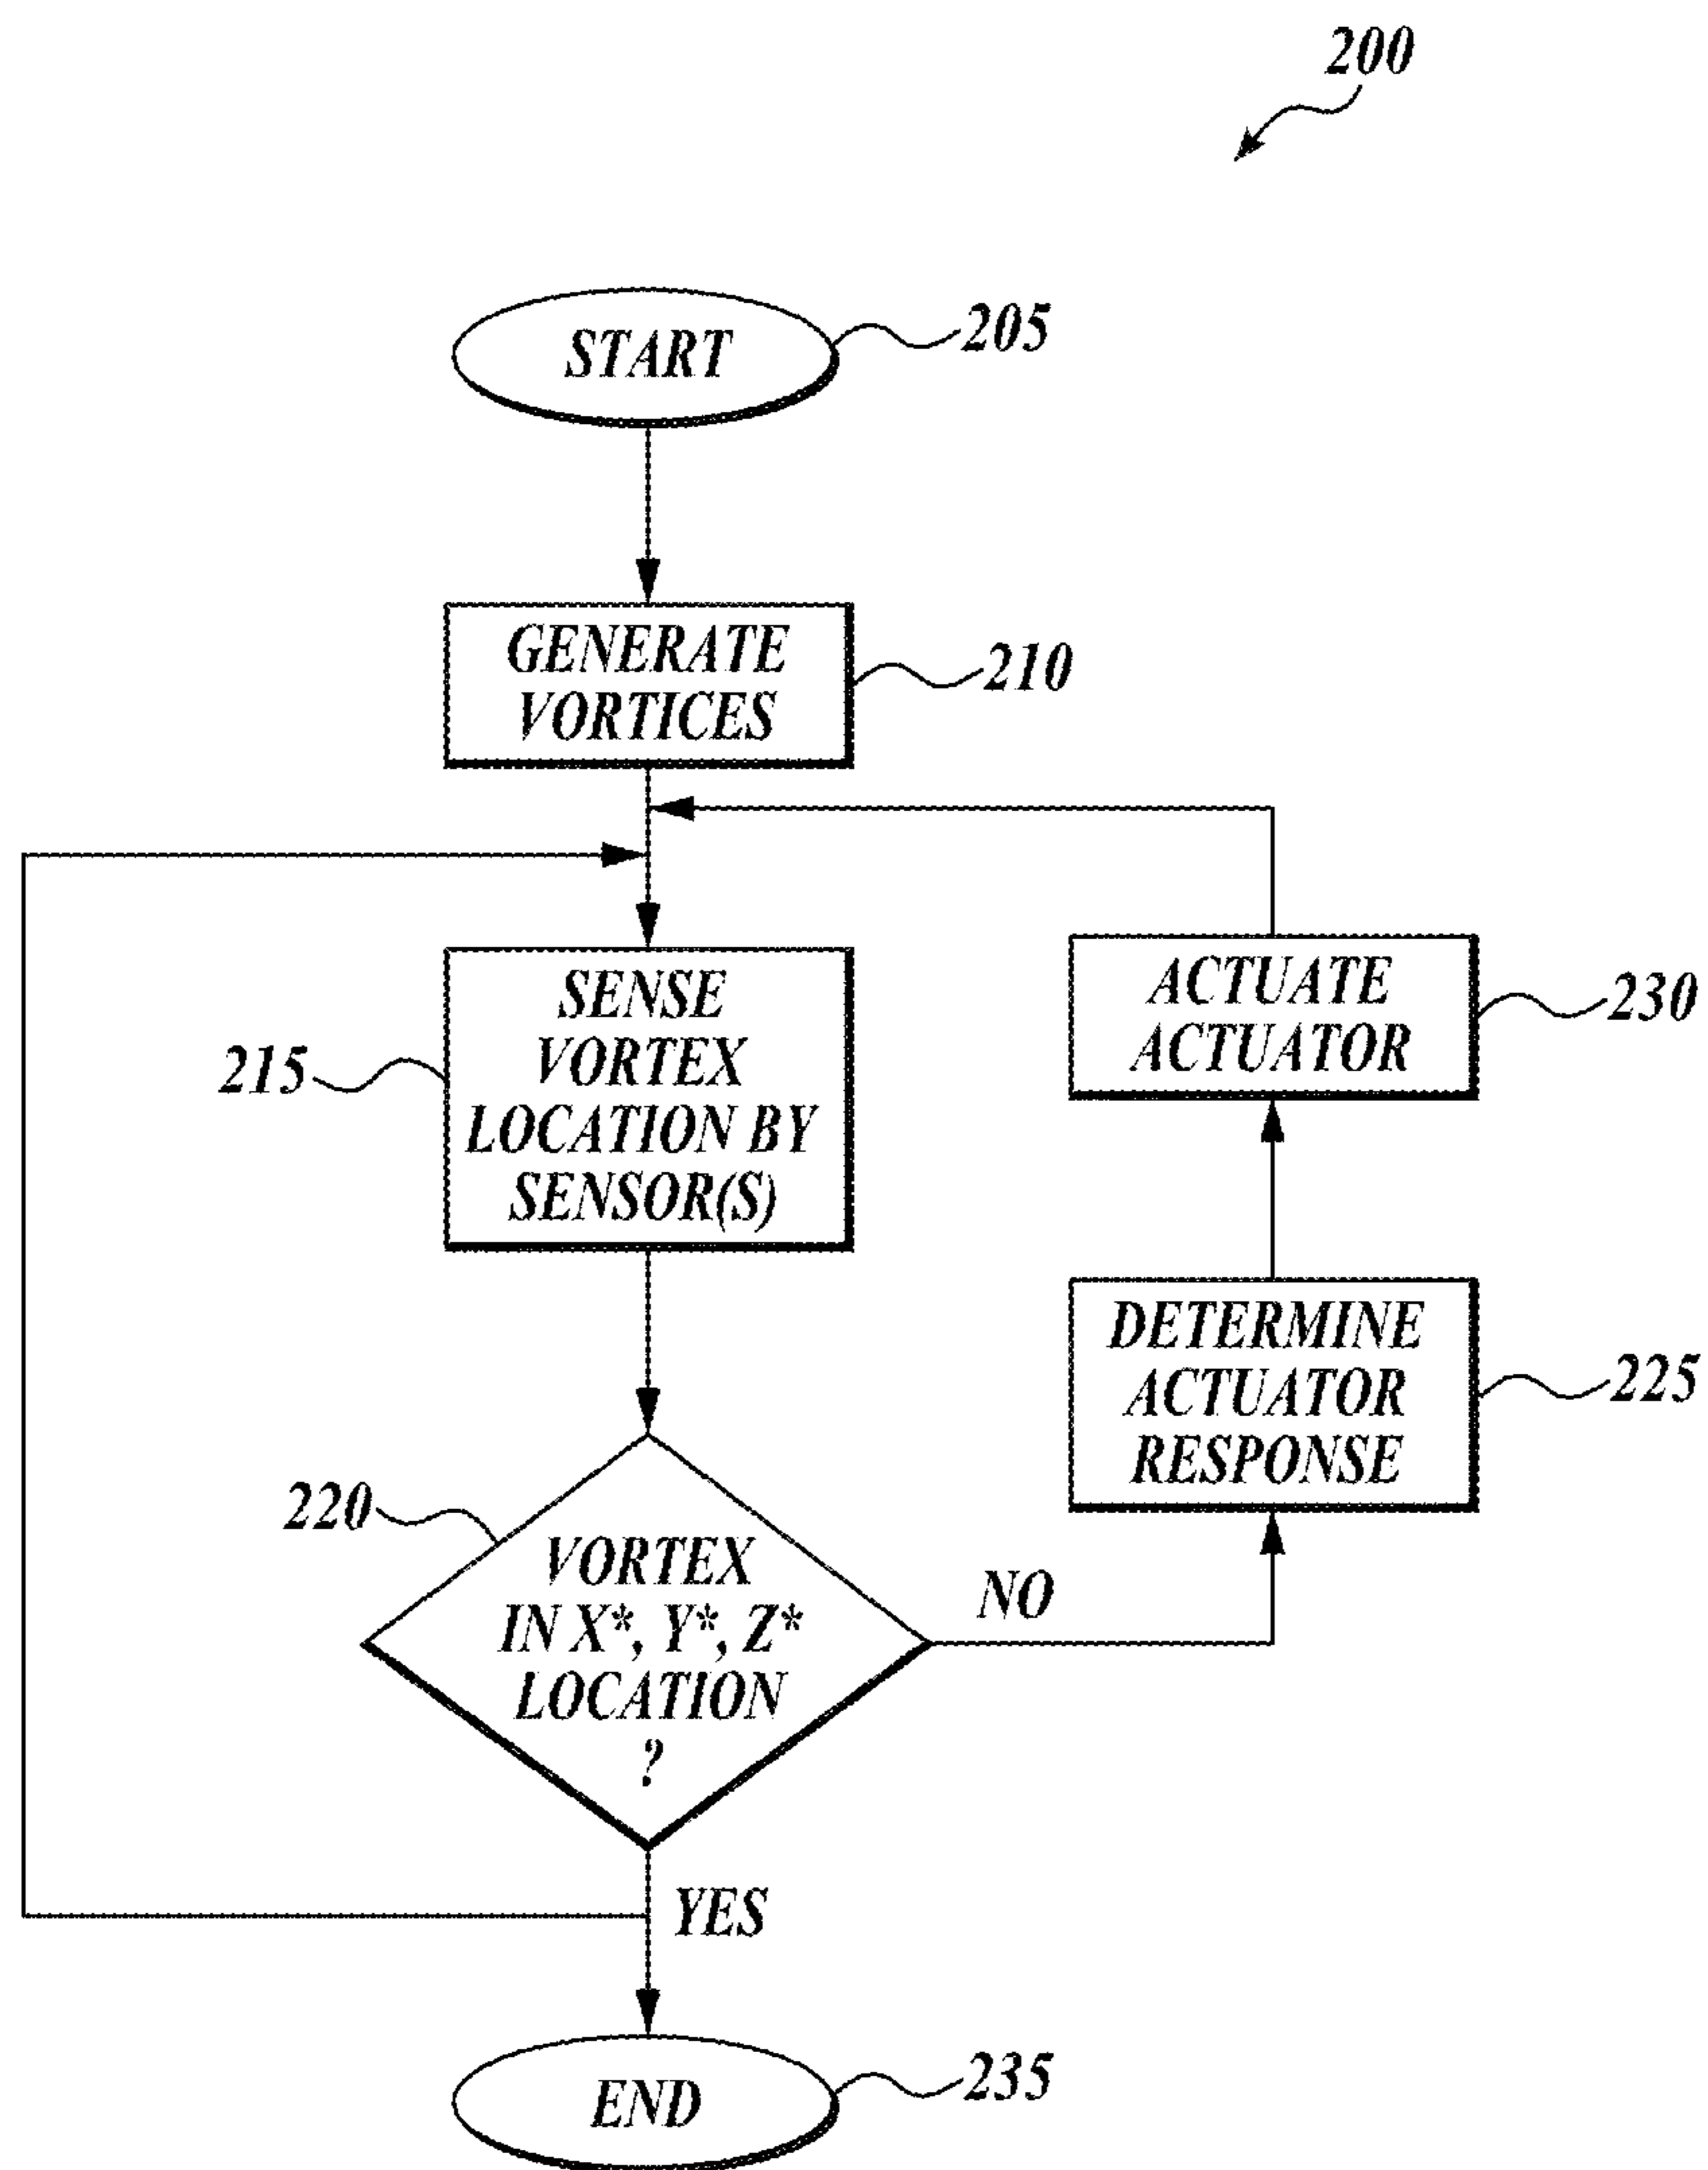 200
START
205
GENERATE
VORTICES
210
SENSE
VORTEX
LOCATION BY
SENSOR(S)
215
ACTUATE
ACTUATOR
230
DETERMINE
ACTUATOR
RESPONSE
225
220
VORTEX
IN X*, Y*, Z*
LOCATION
?
NO
YES
END
235